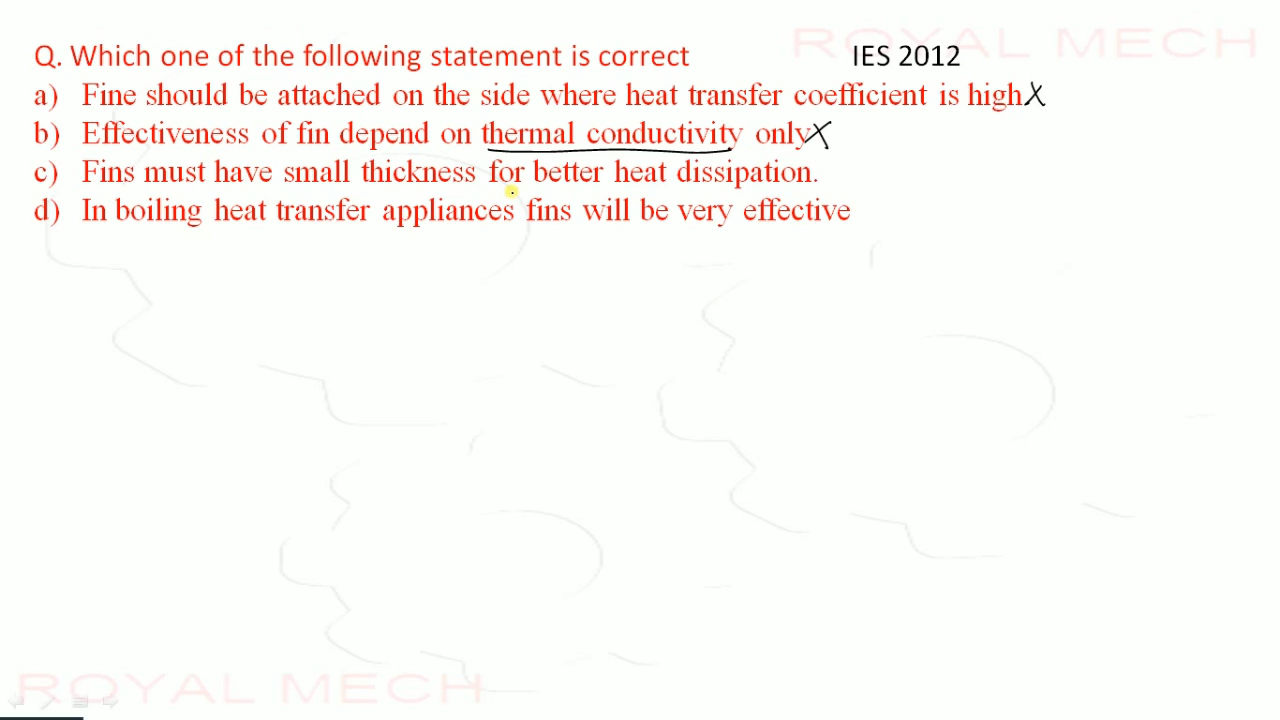 ROYAL MECH
Q. Which one of the following statement is correct IES 2012
a) Fine should be attached on the side where heat transfer coefficient is high X
b) Effectiveness of fin depend on thermal conductivity only X
c) Fins must have small thickness for better heat dissipation.
d) In boiling heat transfer appliances fins will be very effective
ROYAL MECH